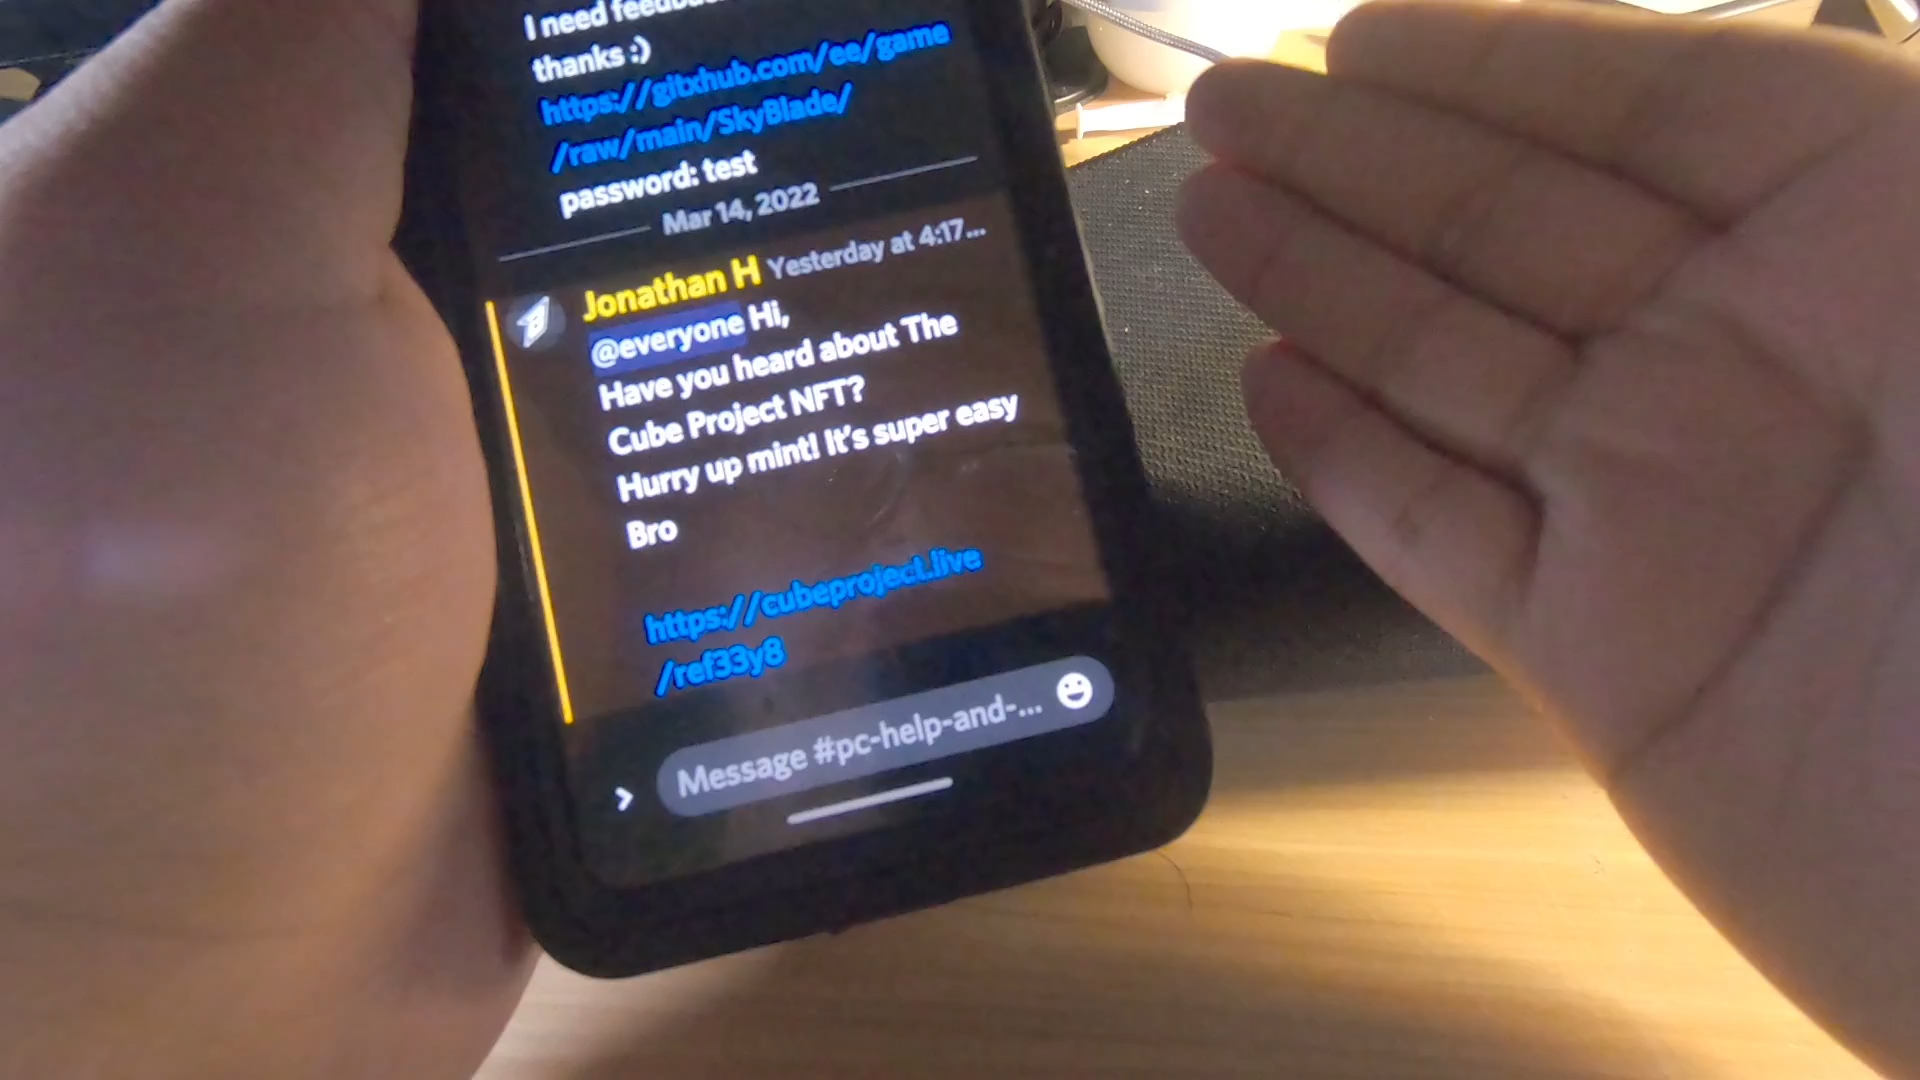 I need
thanks :)
https://gitxhub.com/ee/game
/raw/main/SkyBlade/
password: test
Mar 14, 2022
Jonathan H Yesterday at 4:17...
@everyone Hi,
Have you heard about The
Cube Project NFT?
Hurry up mint! It's super easy
Bro
https://cubeproject.live
/ref33y8
Message #pc-help-and-...